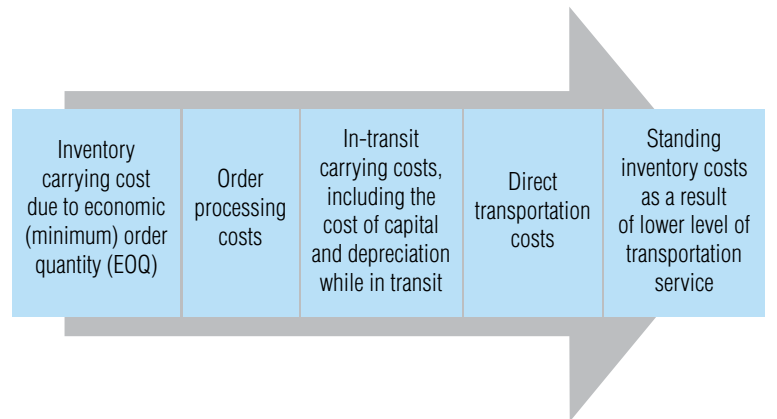 Inventory
carrying cost
due to economic
(minimum) order
quantity (EOQ)
Order
processing
costs
In-transit
carrying costs,
including the
cost of capital
and depreciation
while in transit
Direct
transportation
costs
Standing
inventory costs
as a result
of lower level of
transportation
service